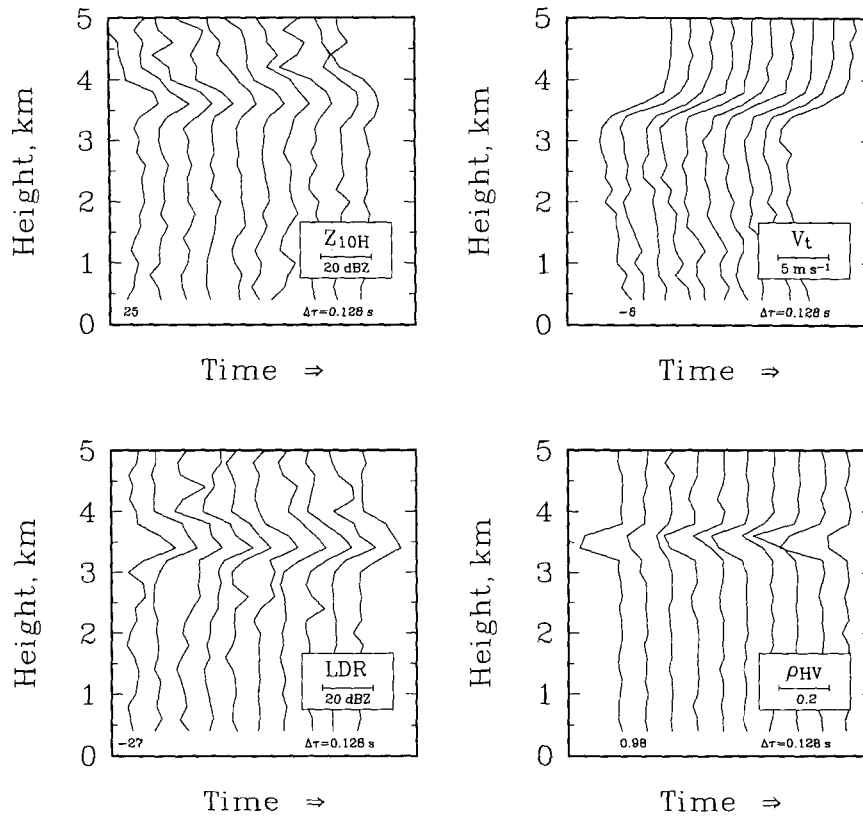 5
4
3
2
1
0
Height, km
Z10H
20 dBZ
25
Δτ=0.128 s
Time ⇒
5
4
3
2
1
0
Height, km
Vt
5 m s⁻¹
-6
Δτ=0.128 s
Time ⇒
5
4
3
2
1
0
Height, km
LDR
20 dBZ
-27
Δτ=0.128 s
Time ⇒
5
4
3
2
1
0
Height, km
ρHV
0.2
0.98
Δτ=0.128 s
Time ⇒